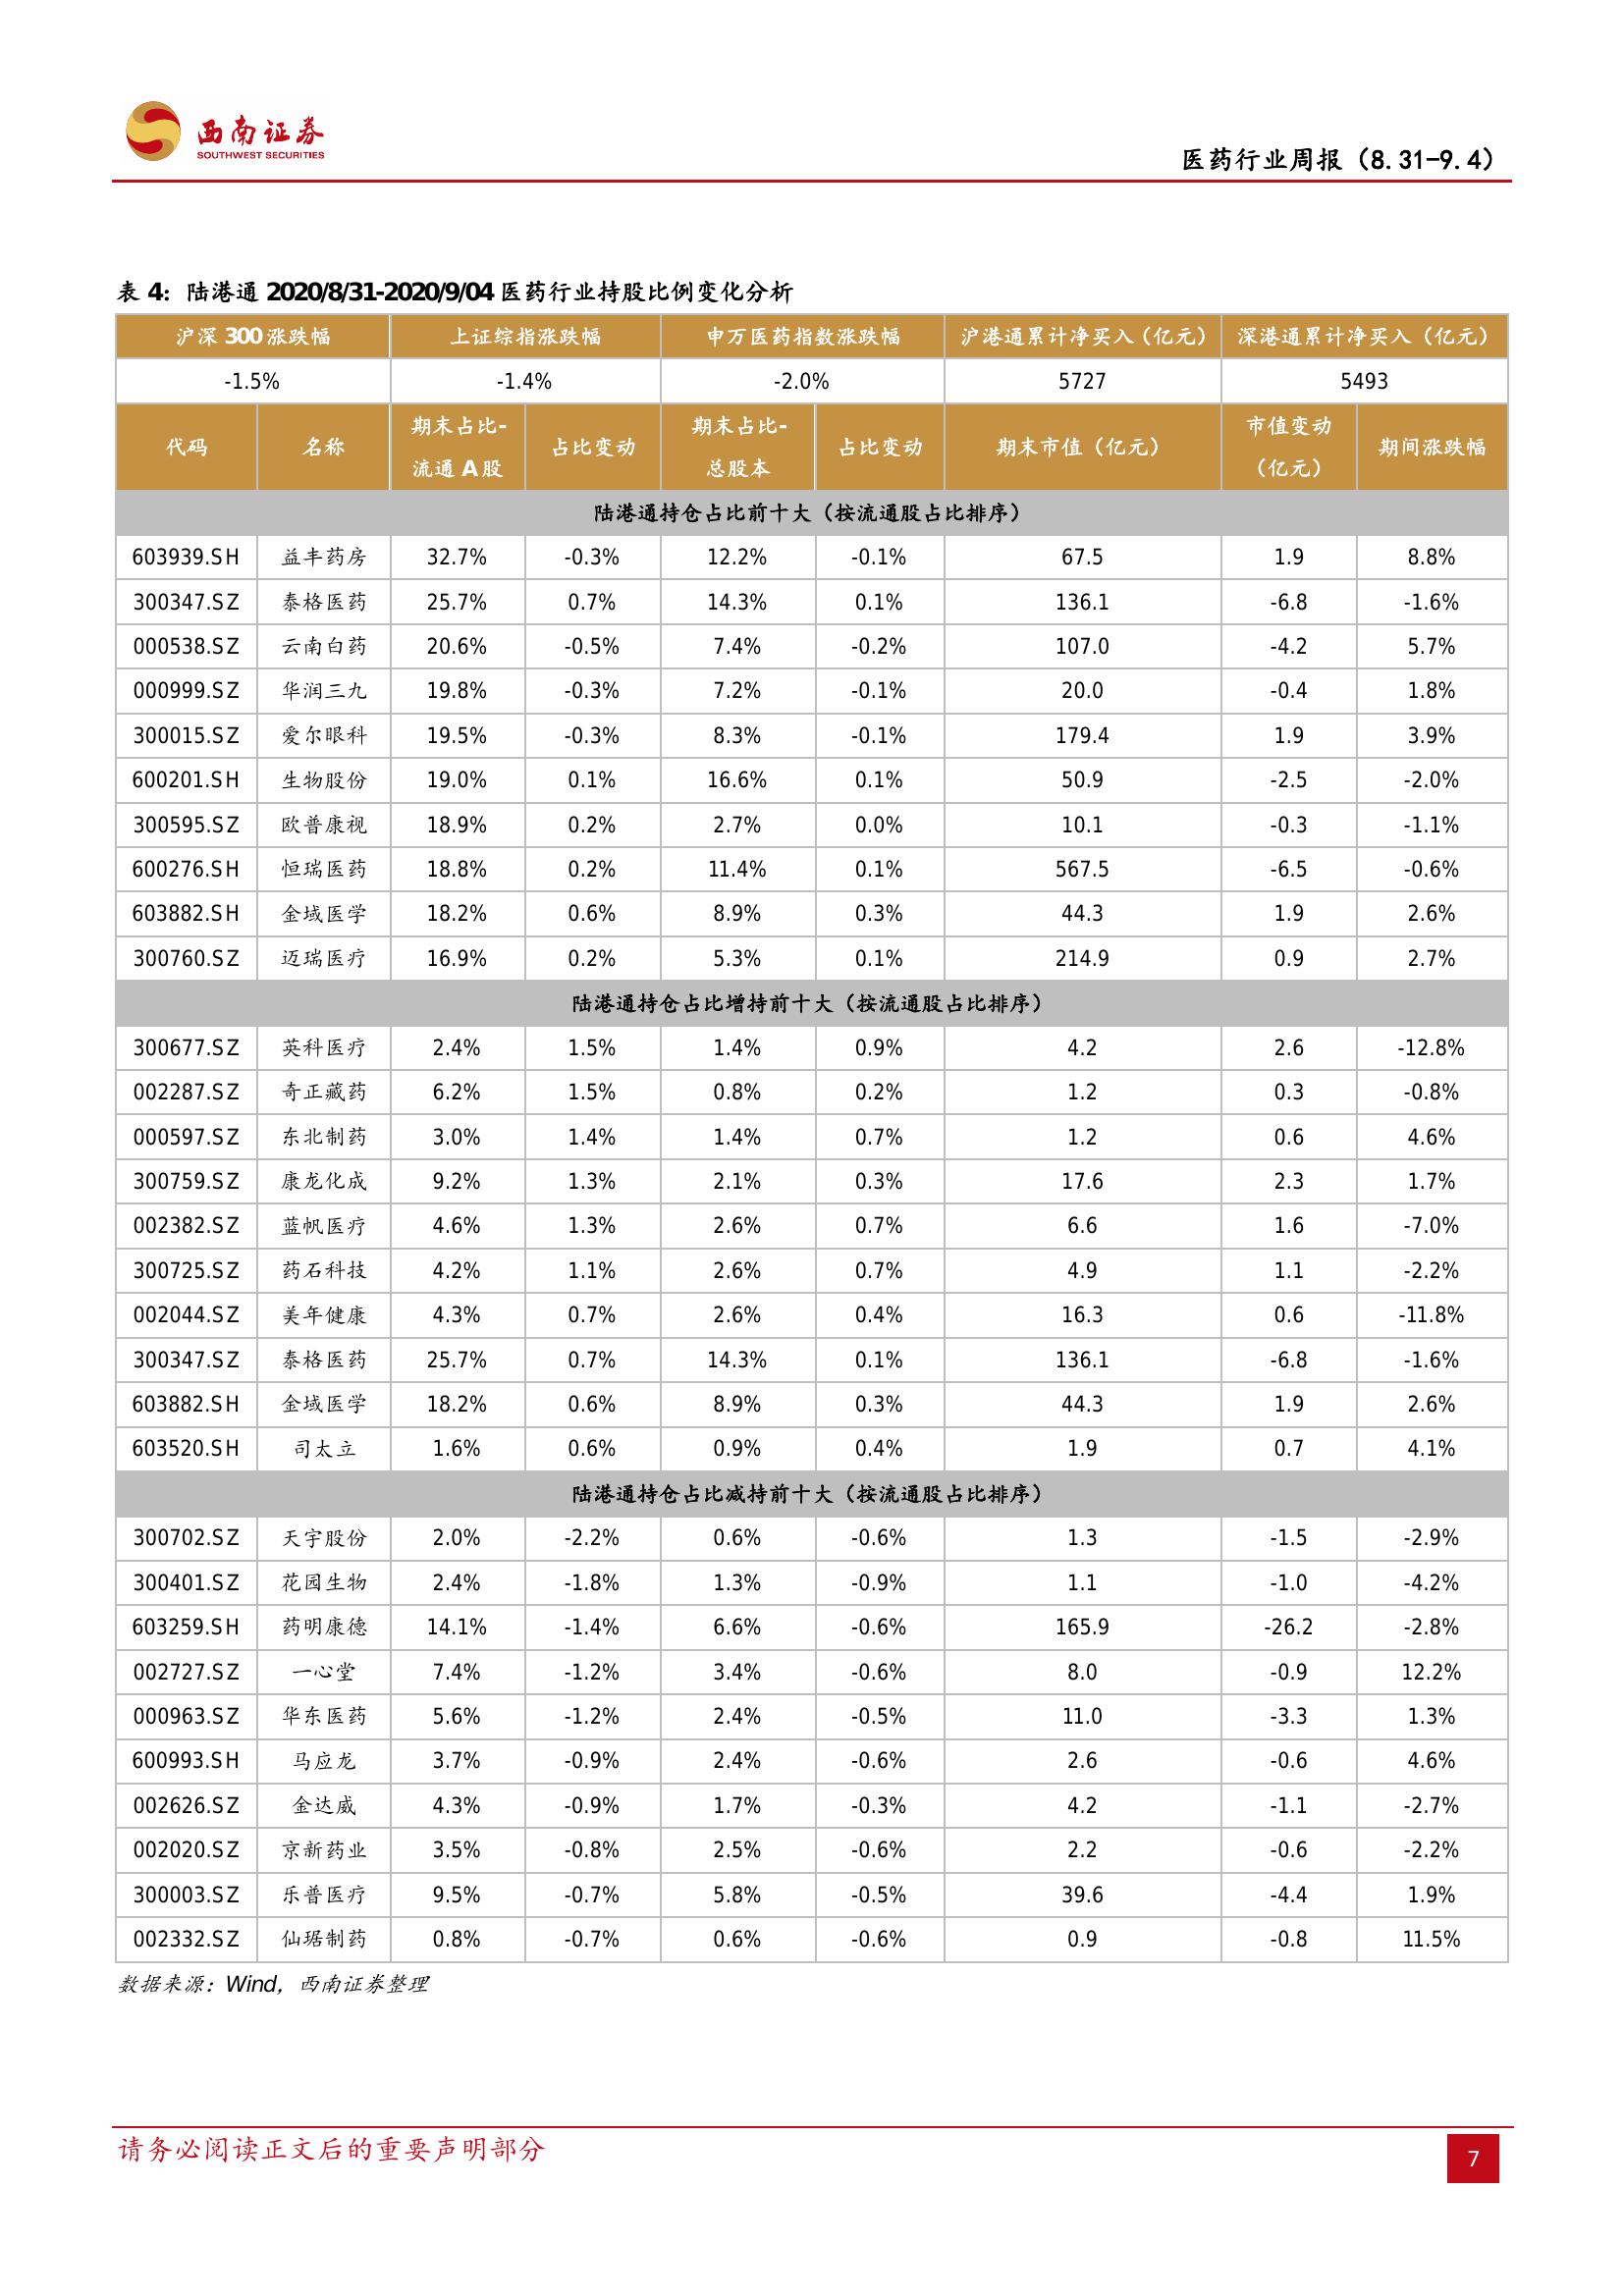 西南证券
SOUTHWEST SECURITIES
医药行业周报（8.31-9.4）
表 4：陆港通 2020/8/31-2020/9/04 医药行业持股比例变化分析
沪深 300 涨跌幅 上证综指涨跌幅 申万医药指数涨跌幅 沪港通累计净买入（亿元） 深港通累计净买入（亿元）
-1.5% -1.4% -2.0% 5727 5493
代码 名称 期末占比-流通 A 股 占比变动 期末占比-总股本 占比变动 期末市值（亿元） 市值变动（亿元） 期间涨跌幅
陆港通持仓占比前十大（按流通股占比排序）
603939.SH 益丰药房 32.7% -0.3% 12.2% -0.1% 67.5 1.9 8.8%
300347.SZ 泰格医药 25.7% 0.7% 14.3% 0.1% 136.1 -6.8 -1.6%
000538.SZ 云南白药 20.6% -0.5% 7.4% -0.2% 107.0 -4.2 5.7%
000999.SZ 华润三九 19.8% -0.3% 7.2% -0.1% 20.0 -0.4 1.8%
300015.SZ 爱尔眼科 19.5% -0.3% 8.3% -0.1% 179.4 1.9 3.9%
600201.SH 生物股份 19.0% 0.1% 16.6% 0.1% 50.9 -2.5 -2.0%
300595.SZ 欧普康视 18.9% 0.2% 2.7% 0.0% 10.1 -0.3 -1.1%
600276.SH 恒瑞医药 18.8% 0.2% 11.4% 0.1% 567.5 -6.5 -0.6%
603882.SH 金域医学 18.2% 0.6% 8.9% 0.3% 44.3 1.9 2.6%
300760.SZ 迈瑞医疗 16.9% 0.2% 5.3% 0.1% 214.9 0.9 2.7%
陆港通持仓占比增持前十大（按流通股占比排序）
300677.SZ 英科医疗 2.4% 1.5% 1.4% 0.9% 4.2 2.6 -12.8%
002287.SZ 奇正藏药 6.2% 1.5% 0.8% 0.2% 1.2 0.3 -0.8%
000597.SZ 东北制药 3.0% 1.4% 1.4% 0.7% 1.2 0.6 4.6%
300759.SZ 康龙化成 9.2% 1.3% 2.1% 0.3% 17.6 2.3 1.7%
002382.SZ 蓝帆医疗 4.6% 1.3% 2.6% 0.7% 6.6 1.6 -7.0%
300725.SZ 药石科技 4.2% 1.1% 2.6% 0.7% 4.9 1.1 -2.2%
002044.SZ 美年健康 4.3% 0.7% 2.6% 0.4% 16.3 0.6 -11.8%
300347.SZ 泰格医药 25.7% 0.7% 14.3% 0.1% 136.1 -6.8 -1.6%
603882.SH 金域医学 18.2% 0.6% 8.9% 0.3% 44.3 1.9 2.6%
603520.SH 司太立 1.6% 0.6% 0.9% 0.4% 1.9 0.7 4.1%
陆港通持仓占比减持前十大（按流通股占比排序）
300702.SZ 天宇股份 2.0% -2.2% 0.6% -0.6% 1.3 -1.5 -2.9%
300401.SZ 花园生物 2.4% -1.8% 1.3% -0.9% 1.1 -1.0 -4.2%
603259.SH 药明康德 14.1% -1.4% 6.6% -0.6% 165.9 -26.2 -2.8%
002727.SZ 一心堂 7.4% -1.2% 3.4% -0.6% 8.0 -0.9 12.2%
000963.SZ 华东医药 5.6% -1.2% 2.4% -0.5% 11.0 -3.3 1.3%
600993.SH 马应龙 3.7% -0.9% 2.4% -0.6% 2.6 -0.6 4.6%
002626.SZ 金达威 4.3% -0.9% 1.7% -0.3% 4.2 -1.1 -2.7%
002020.SZ 京新药业 3.5% -0.8% 2.5% -0.6% 2.2 -0.6 -2.2%
300003.SZ 乐普医疗 9.5% -0.7% 5.8% -0.5% 39.6 -4.4 1.9%
002332.SZ 仙琚制药 0.8% -0.7% 0.6% -0.6% 0.9 -0.8 11.5%
数据来源：Wind，西南证券整理
请务必阅读正文后的重要声明部分
7